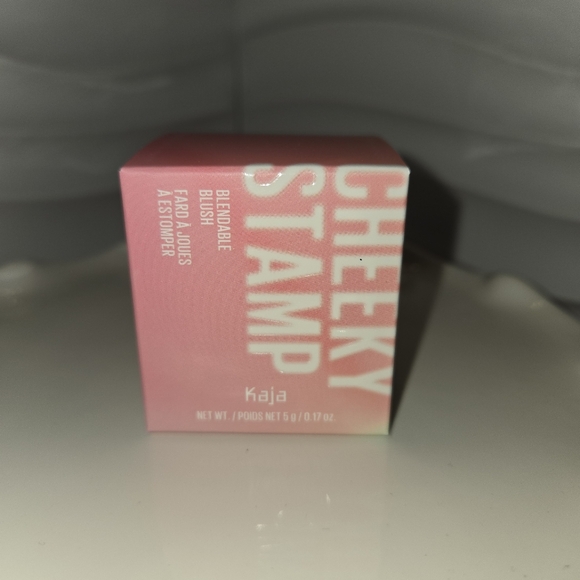 CHEEKY
STAMP
BLENDABLE
BLUSH
FARD À JOUES
À ESTOMPER
Kaja
NET WT. / POIDS NET 5 g / 0.17 oz.